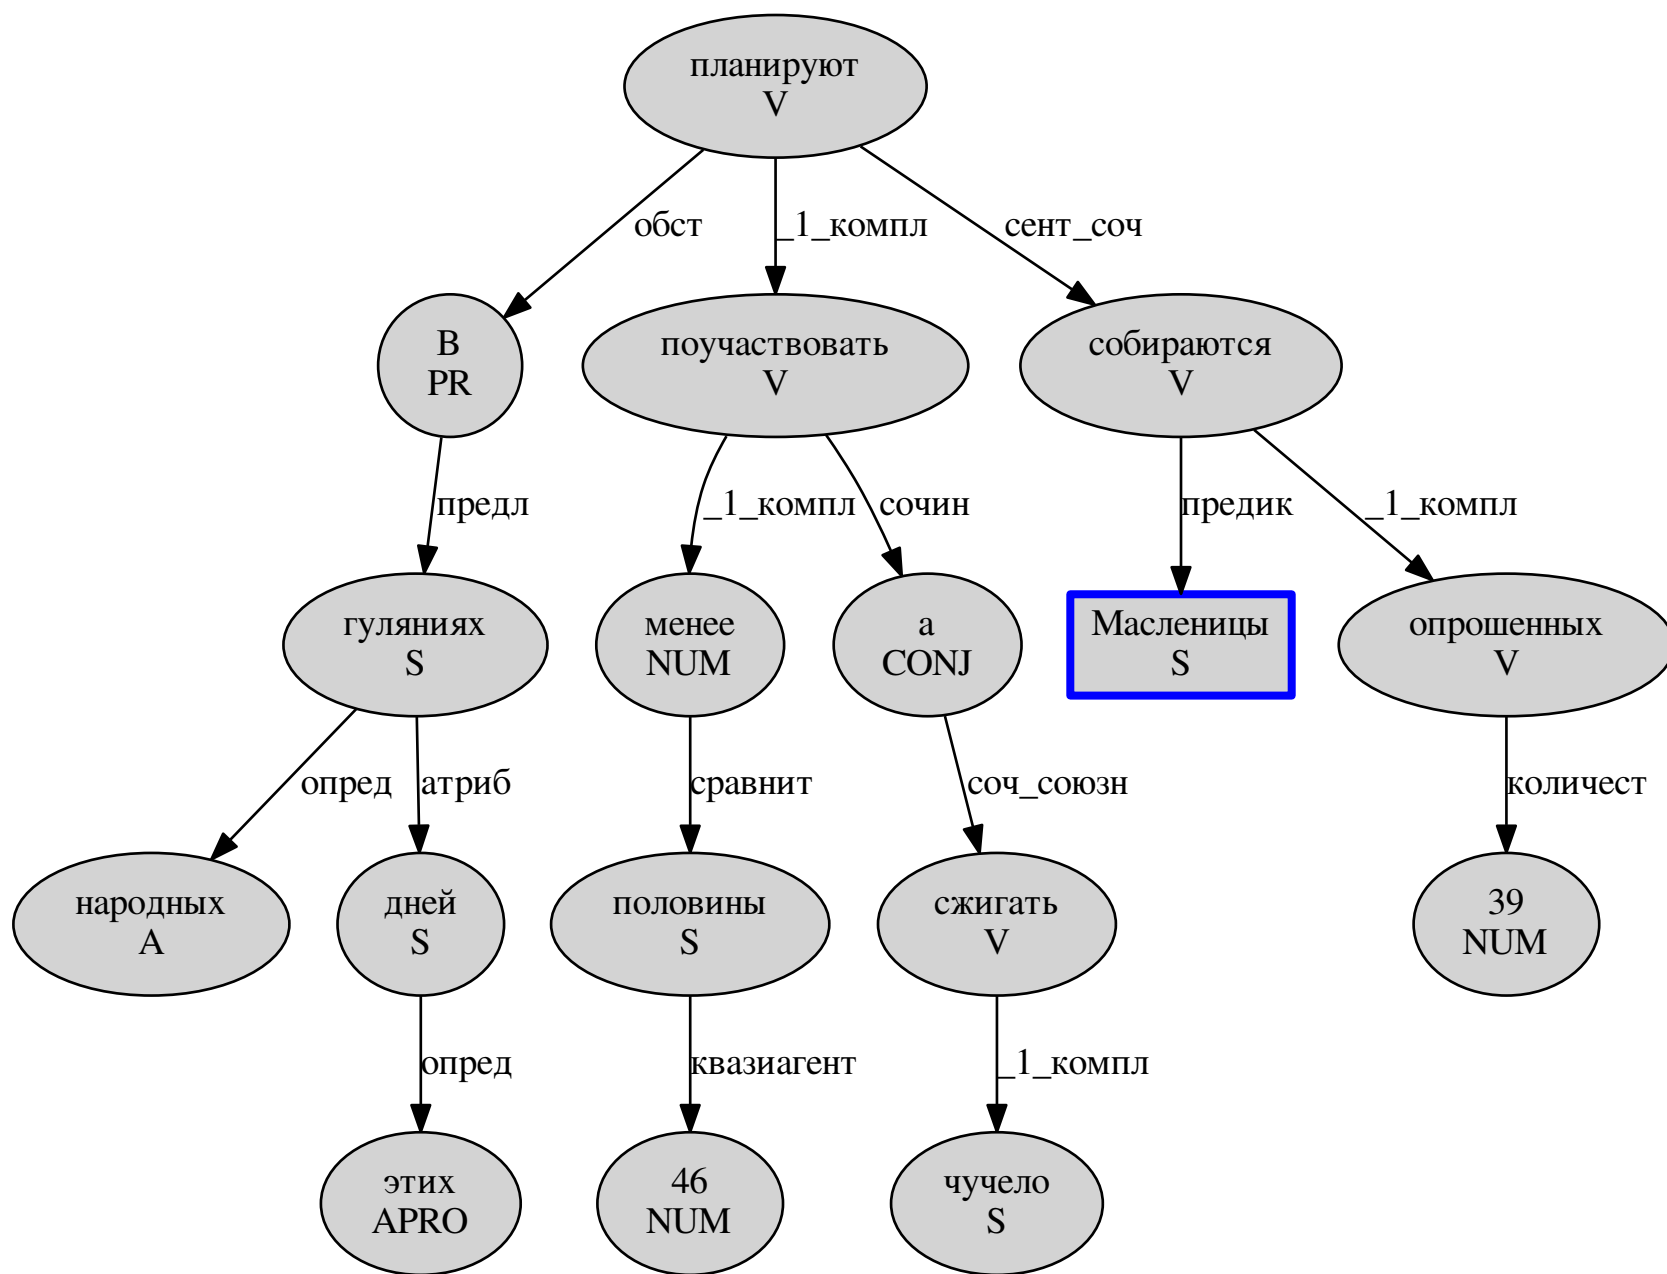 планируют
V
обст
_1_компл
сент_соч
В
PR
поучаствовать
V
собираются
V
предл
_1_компл
сочин
предик
_1_компл
гуляниях
S
менее
NUM
а
CONJ
Масленицы
S
опрошенных
V
опред
атриб
сравнит
соч_союзн
количест
народных
A
дней
S
половины
S
сжигать
V
39
NUM
опред
квазиагент
_1_компл
этих
APRO
46
NUM
чучело
S